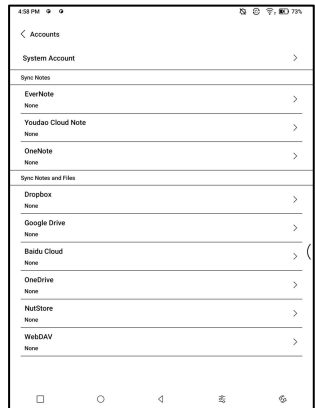 4:58 PM 73%
Accounts
System Account
Sync Notes
EverNote
None
Youdao Cloud Note
None
OneNote
None
Sync Notes and Files
Dropbox
None
Google Drive
None
Baidu Cloud
None
OneDrive
None
NutStore
None
WebDAV
None